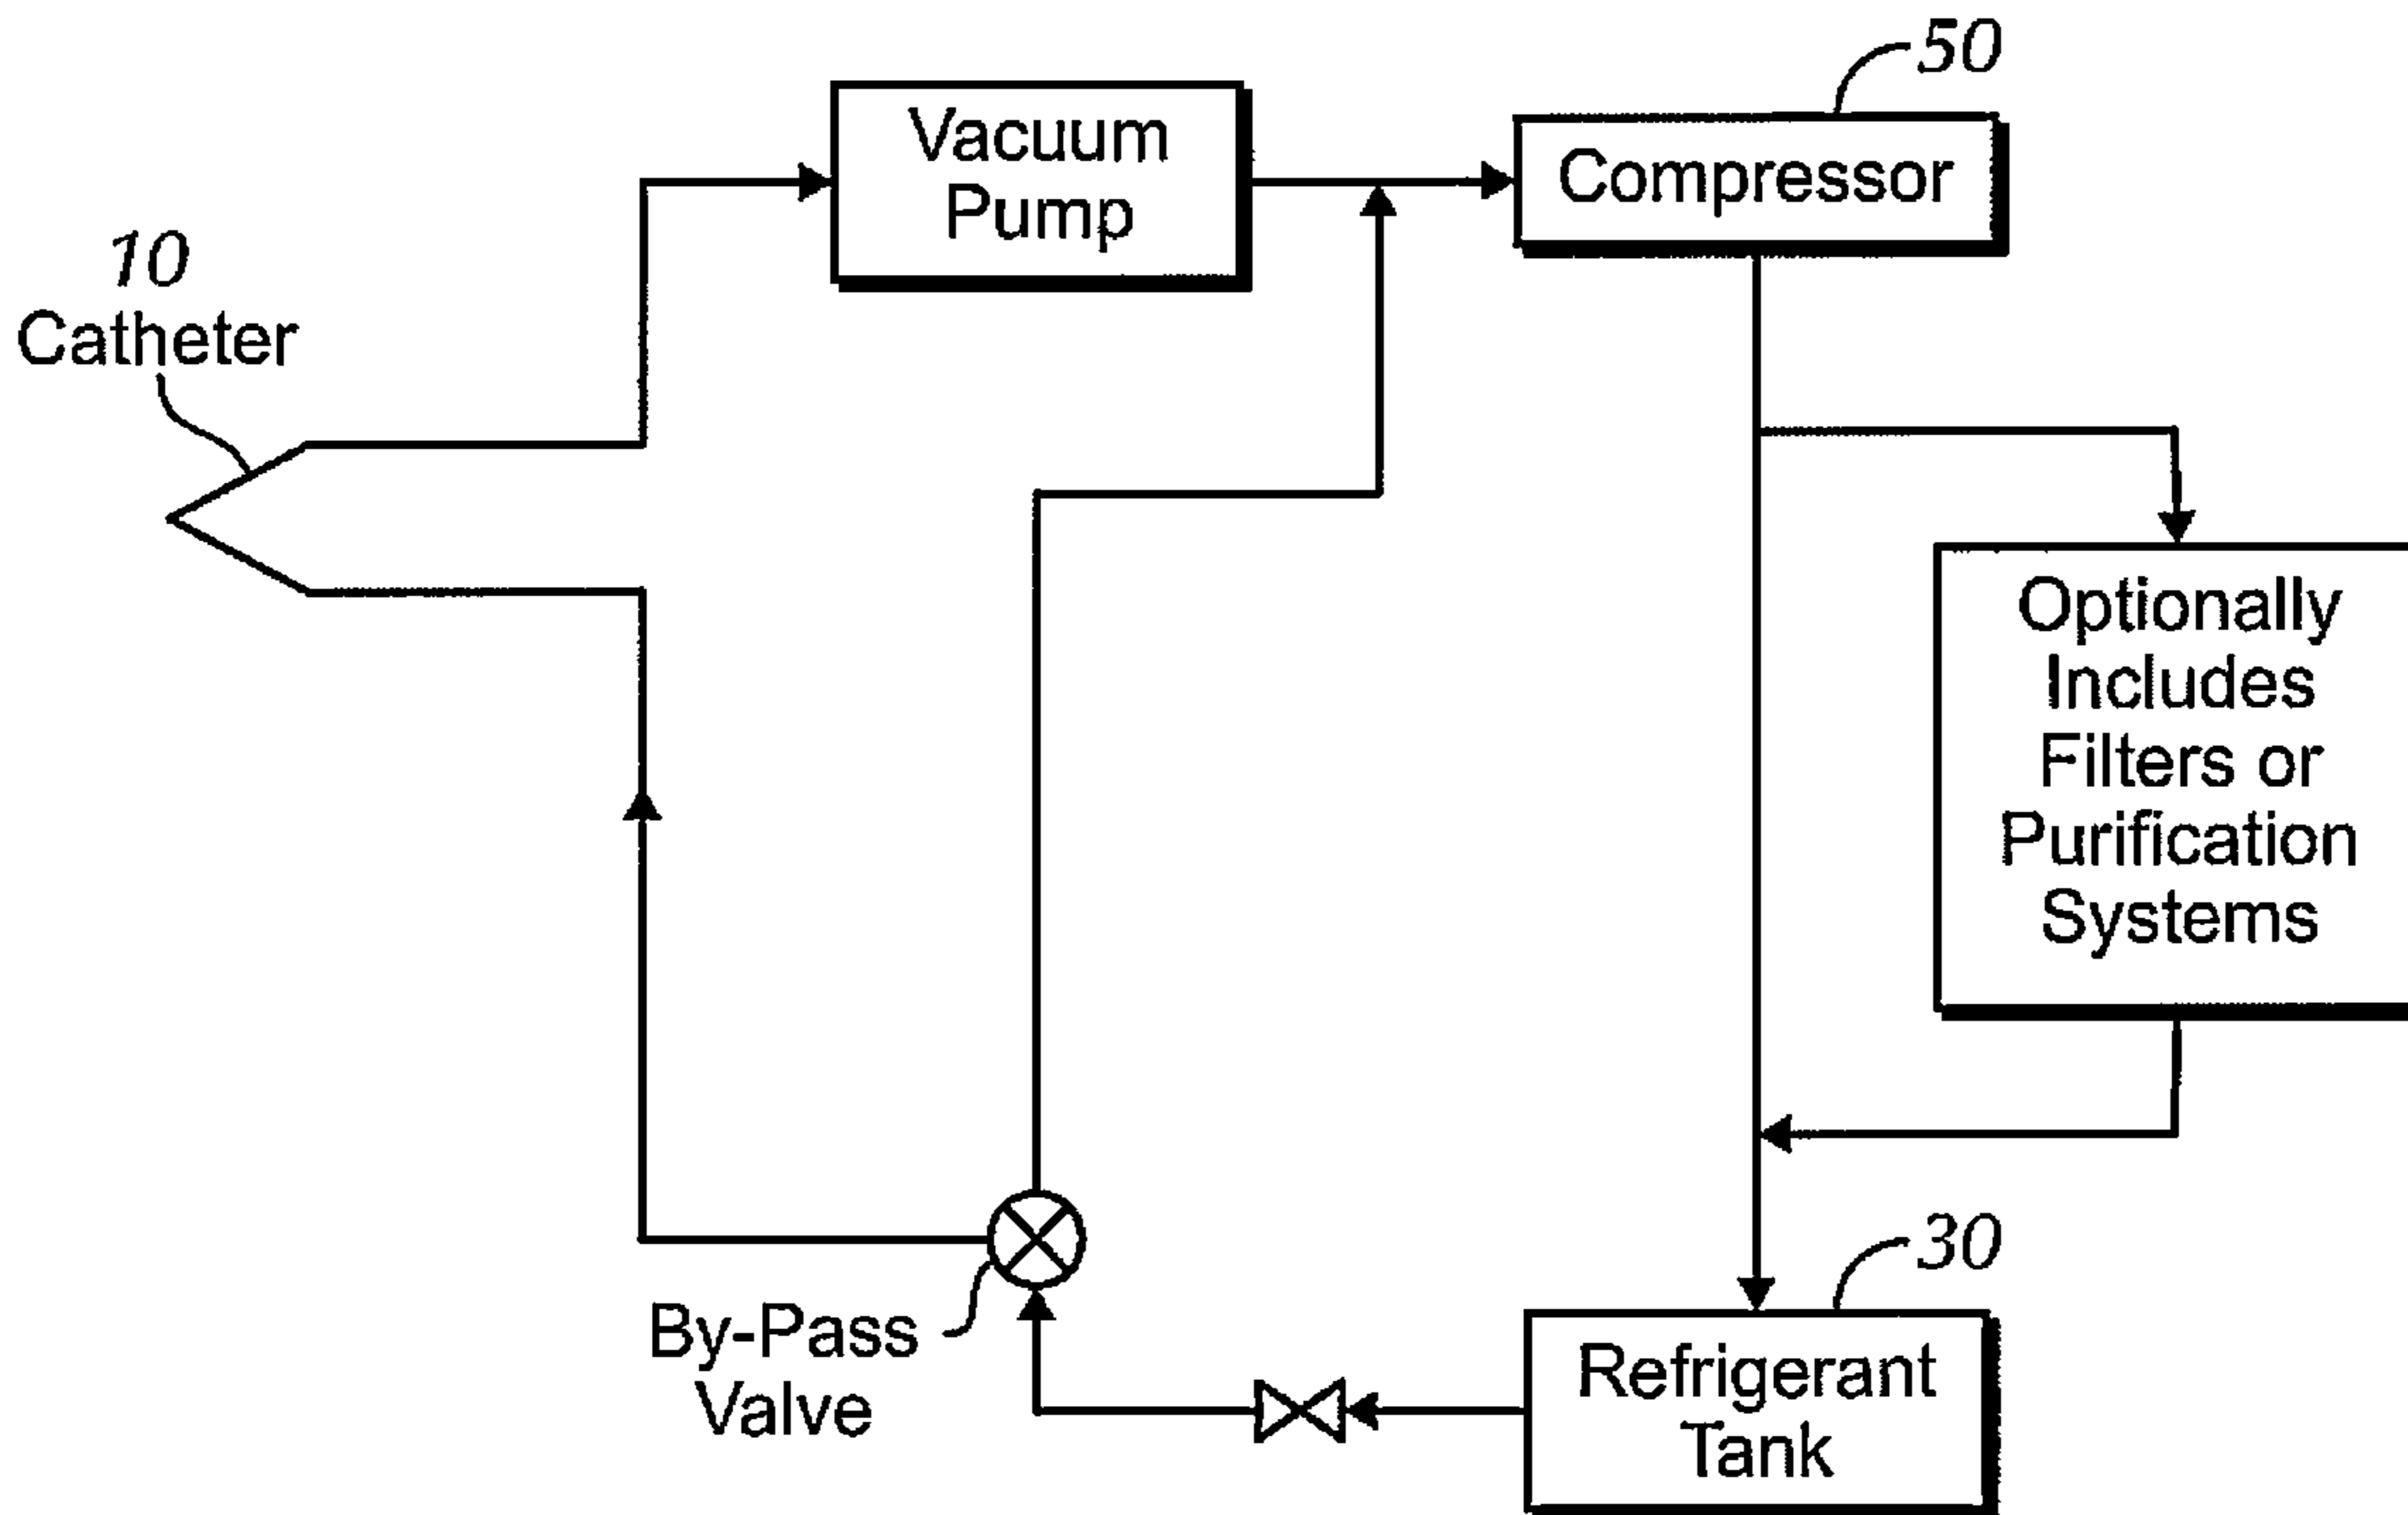 50
Vacuum
Pump
Compressor
10
Catheter
Optionally
Includes
Filters or
Purification
Systems
30
By-Pass
Valve
Refrigerant
Tank